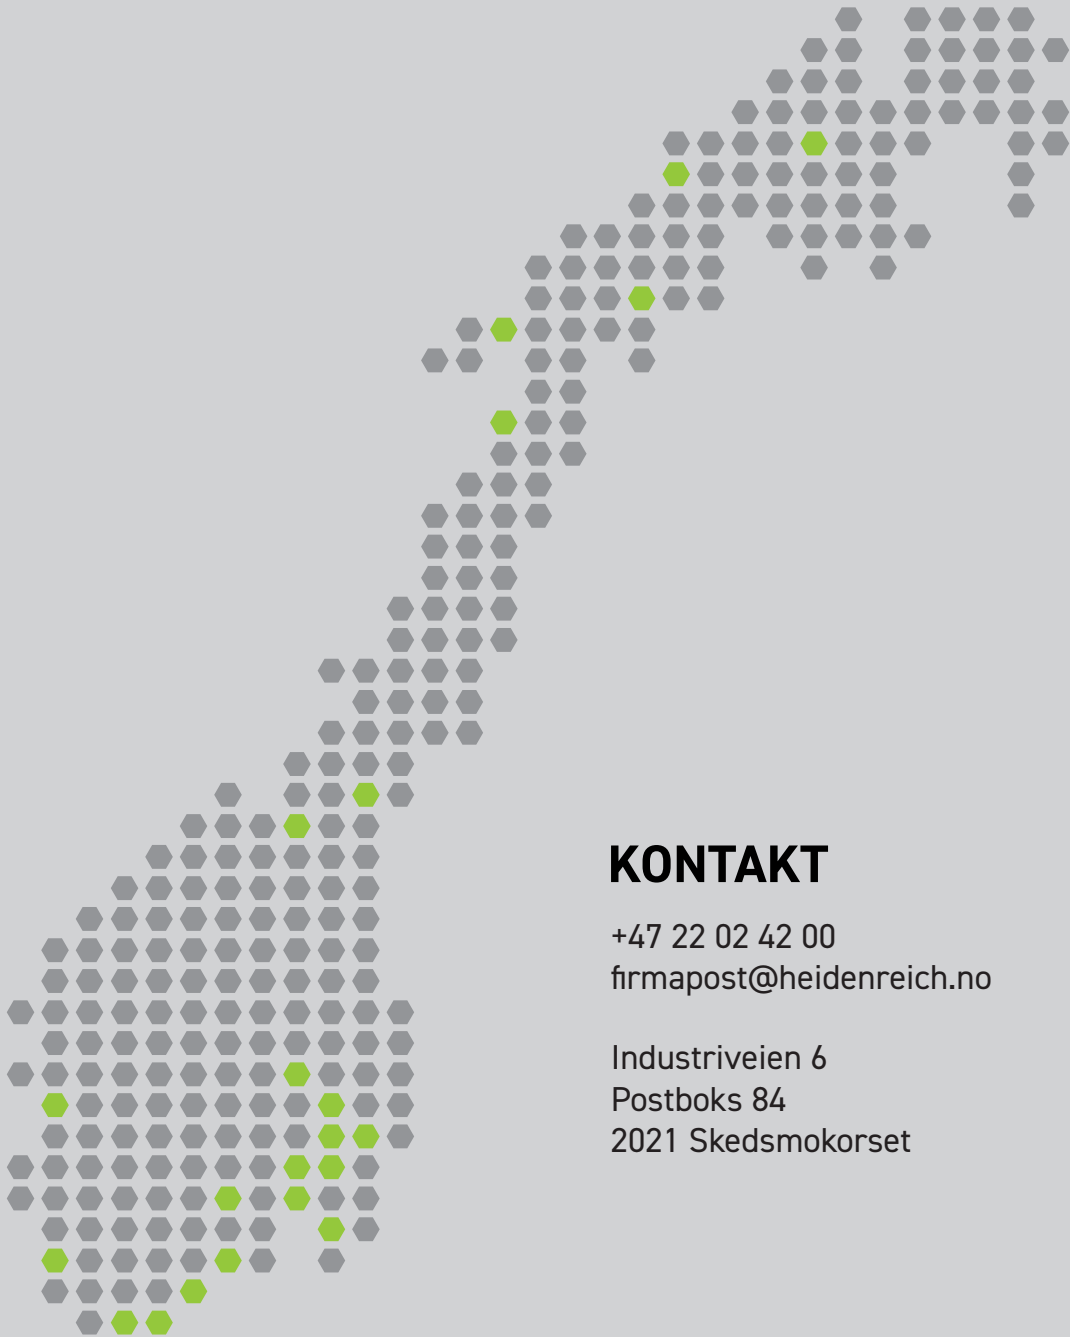 KONTAKT
+47 22 02 42 00
firmapost@heidenreich.no
Industriveien 6
Postboks 84
2021 Skedsmokorset